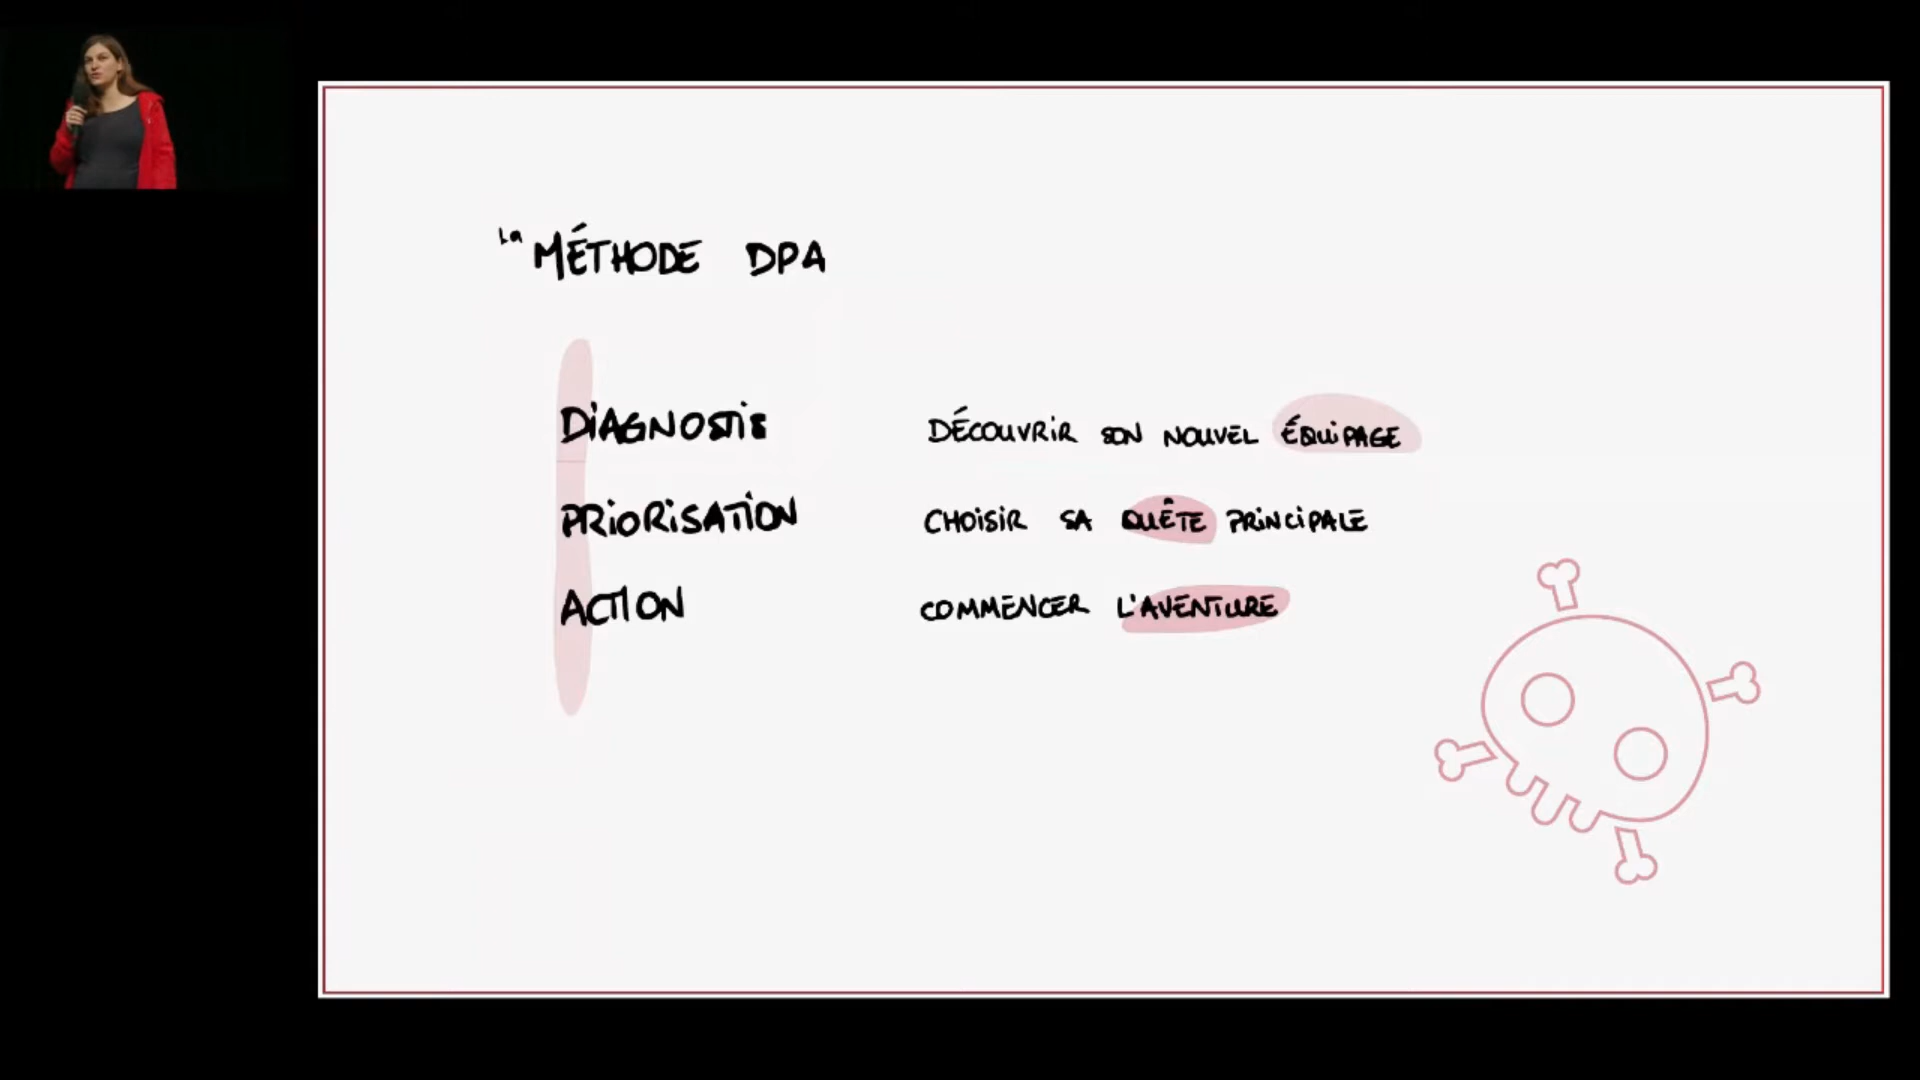 La MÉTHODE DPA
DIAGNOSTIC DÉCOUVRIR SON NOUVEL ÉQUIPAGE
PRIORISATION CHOISIR SA QUÊTE PRINCIPALE
ACTION COMMENCER L'AVENTURE